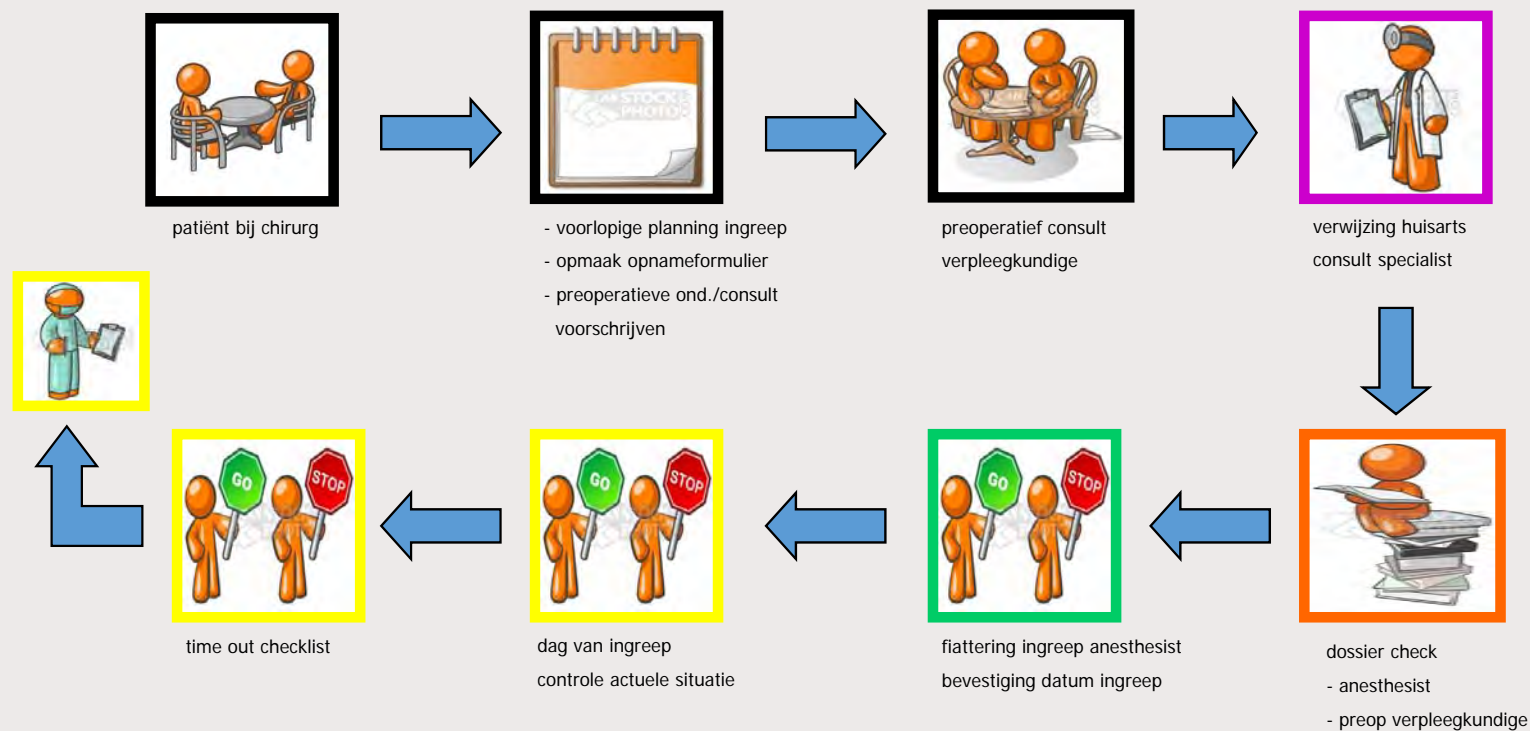 patiënt bij chirurg
- voorlopige planning ingreep
- opmaak opnameformulier
- preoperatieve ond./consult
voorschrijven
preoperatief consult
verpleegkundige
verwijzing huisarts
consult specialist
dossier check
- anesthesist
- preop verpleegkundige
GO
STOP
fiattering ingreep anesthesist
bevestiging datum ingreep
GO
STOP
dag van ingreep
controle actuele situatie
GO
STOP
time out checklist
STOCK
PHOTO